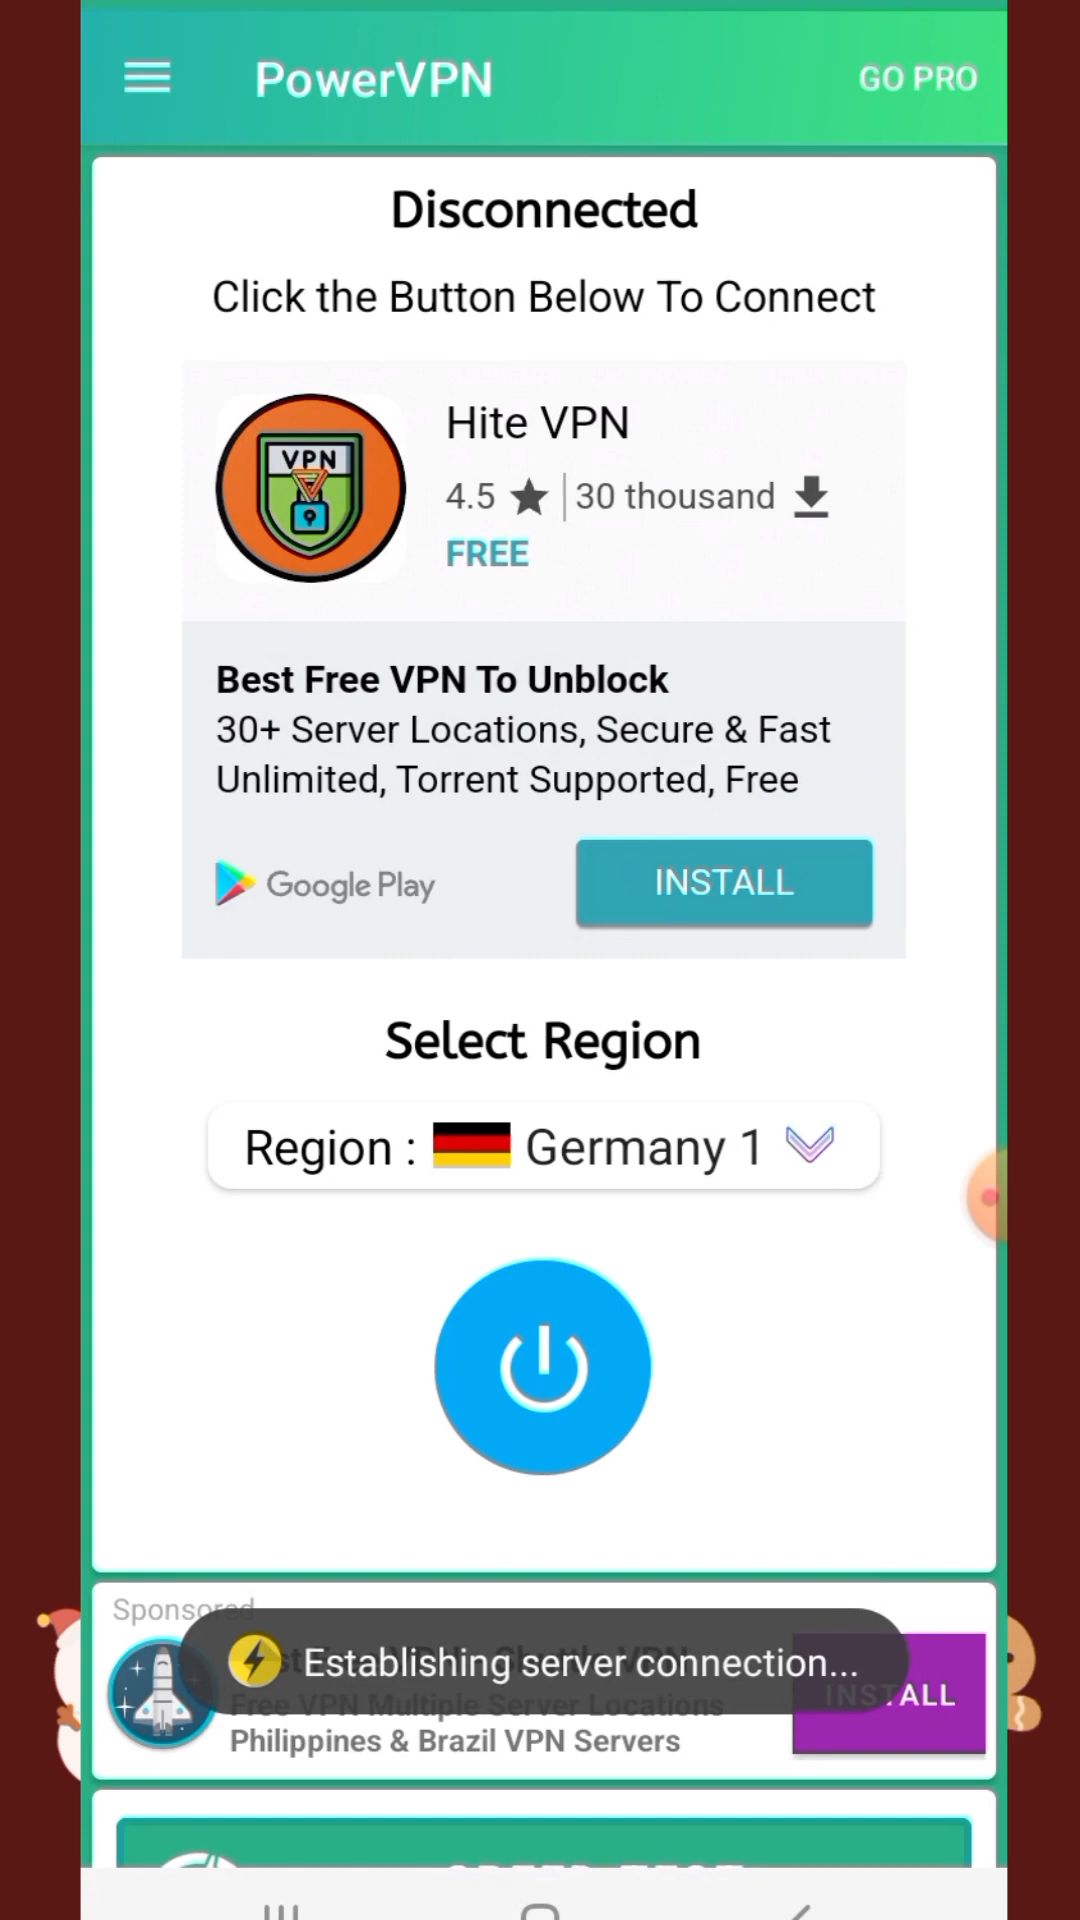 PowerVPN
GO PRO
Disconnected
Click the Button Below To Connect
VPN
Hite VPN
4.5 ★ | 30 thousand
FREE
Best Free VPN To Unblock
30+ Server Locations, Secure & Fast
Unlimited, Torrent Supported, Free
Google Play
INSTALL
Select Region
Region : Germany 1
Sponsored
Establishing server connection...
INSTALL
Free VPN Multiple Server Locations
Philippines & Brazil VPN Servers